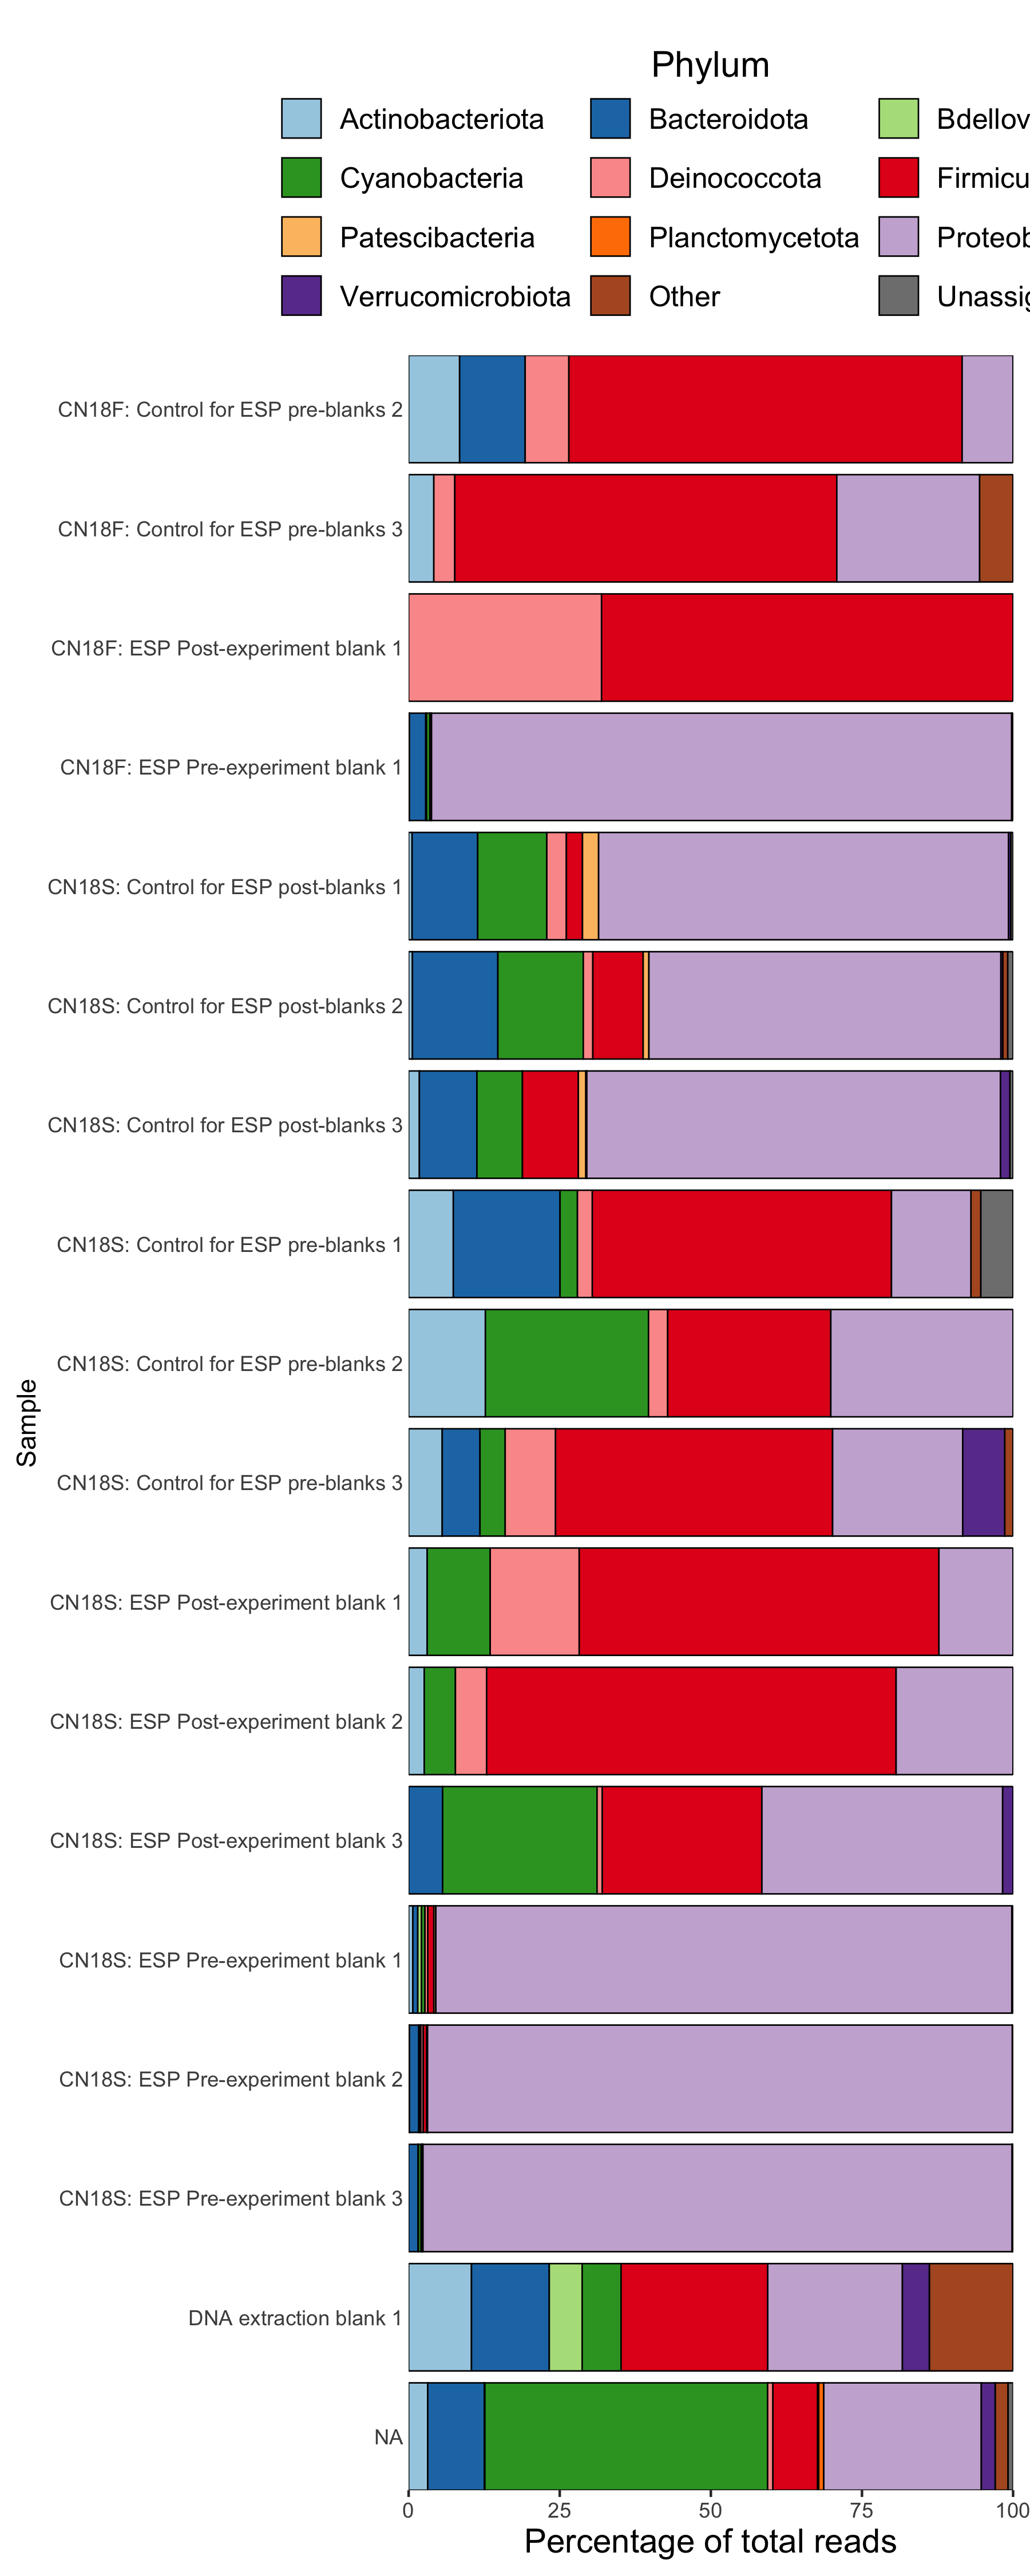 Phylum
Actinobacteriota Bacteroidota Bdellov
Cyanobacteria Deinococcota Firmicu
Patescibacteria Planctomycetota Proteob
Verrucomicrobiota Other Unassig
CN18F: Control for ESP pre-blanks 2
CN18F: Control for ESP pre-blanks 3
CN18F: ESP Post-experiment blank 1
CN18F: ESP Pre-experiment blank 1
CN18S: Control for ESP post-blanks 1
CN18S: Control for ESP post-blanks 2
CN18S: Control for ESP post-blanks 3
CN18S: Control for ESP pre-blanks 1
CN18S: Control for ESP pre-blanks 2
Sample
CN18S: Control for ESP pre-blanks 3
CN18S: ESP Post-experiment blank 1
CN18S: ESP Post-experiment blank 2
CN18S: ESP Post-experiment blank 3
CN18S: ESP Pre-experiment blank 1
CN18S: ESP Pre-experiment blank 2
CN18S: ESP Pre-experiment blank 3
DNA extraction blank 1
NA
0 25 50 75 100
Percentage of total reads